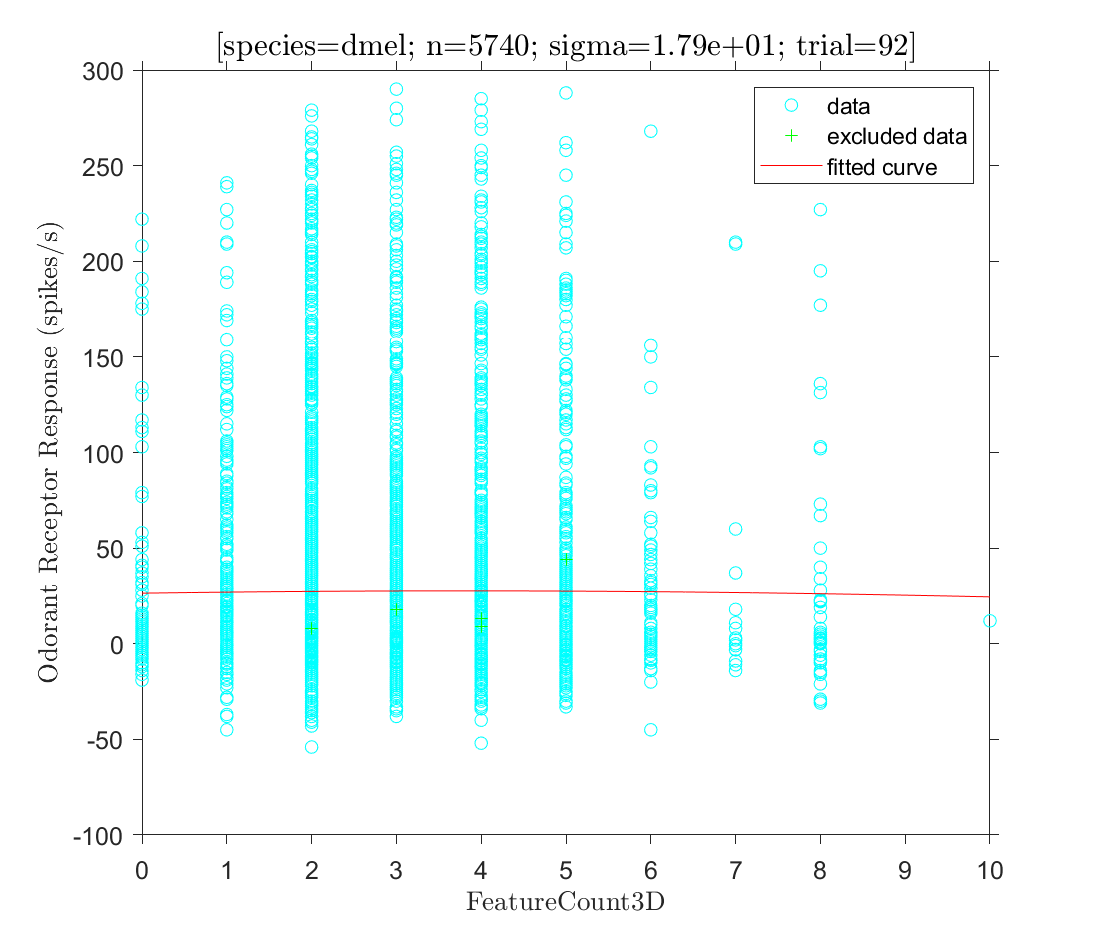 [species=dmel; n=5740; sigma=1.79e+01; trial=92]
300
250
200
150
100
50
0
-50
-100
Odorant Receptor Response (spikes/s)
data
excluded data
fitted curve
0 1 2 3 4 5 6 7 8 9 10
FeatureCount3D